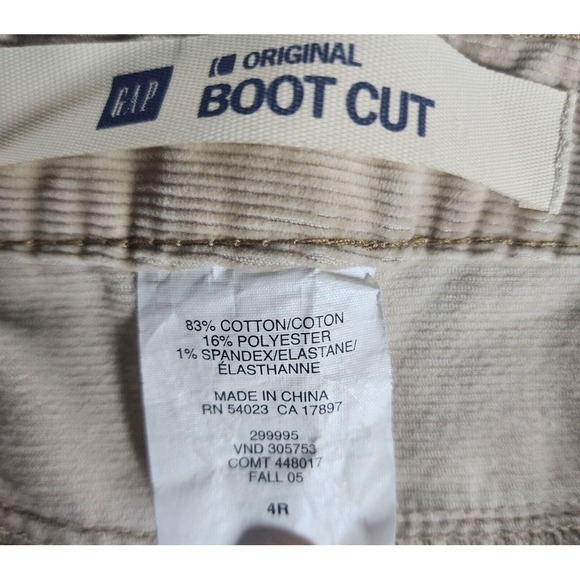 GAP
ORIGINAL
BOOT CUT
83% COTTON/COTON
16% POLYESTER
1% SPANDEX/ELASTANE/
ÉLASTHANNE
MADE IN CHINA
RN 54023 CA 17897
299995
VND 305753
COMT 448017
FALL 05
4R